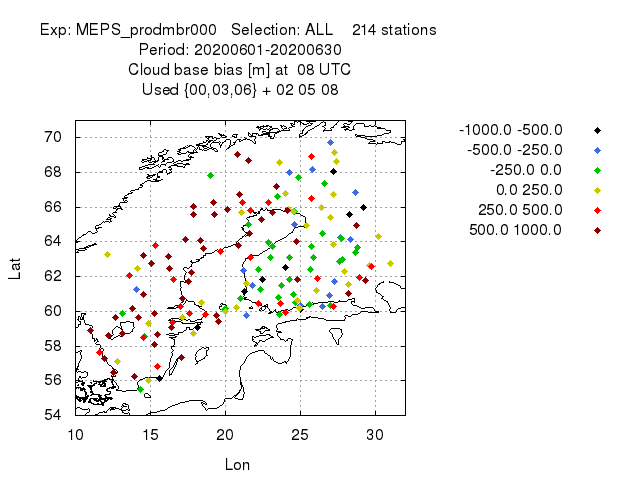 Exp: MEPS_prodmbr000 Selection: ALL 214 stations
Period: 20200601-20200630
Cloud base bias [m] at 08 UTC
Used {00,03,06} + 02 05 08
-1000.0 -500.0
-500.0 -250.0
-250.0 0.0
0.0 250.0
250.0 500.0
500.0 1000.0
70
68
66
64
62
60
58
56
54
Lat
10 15 20 25 30
Lon